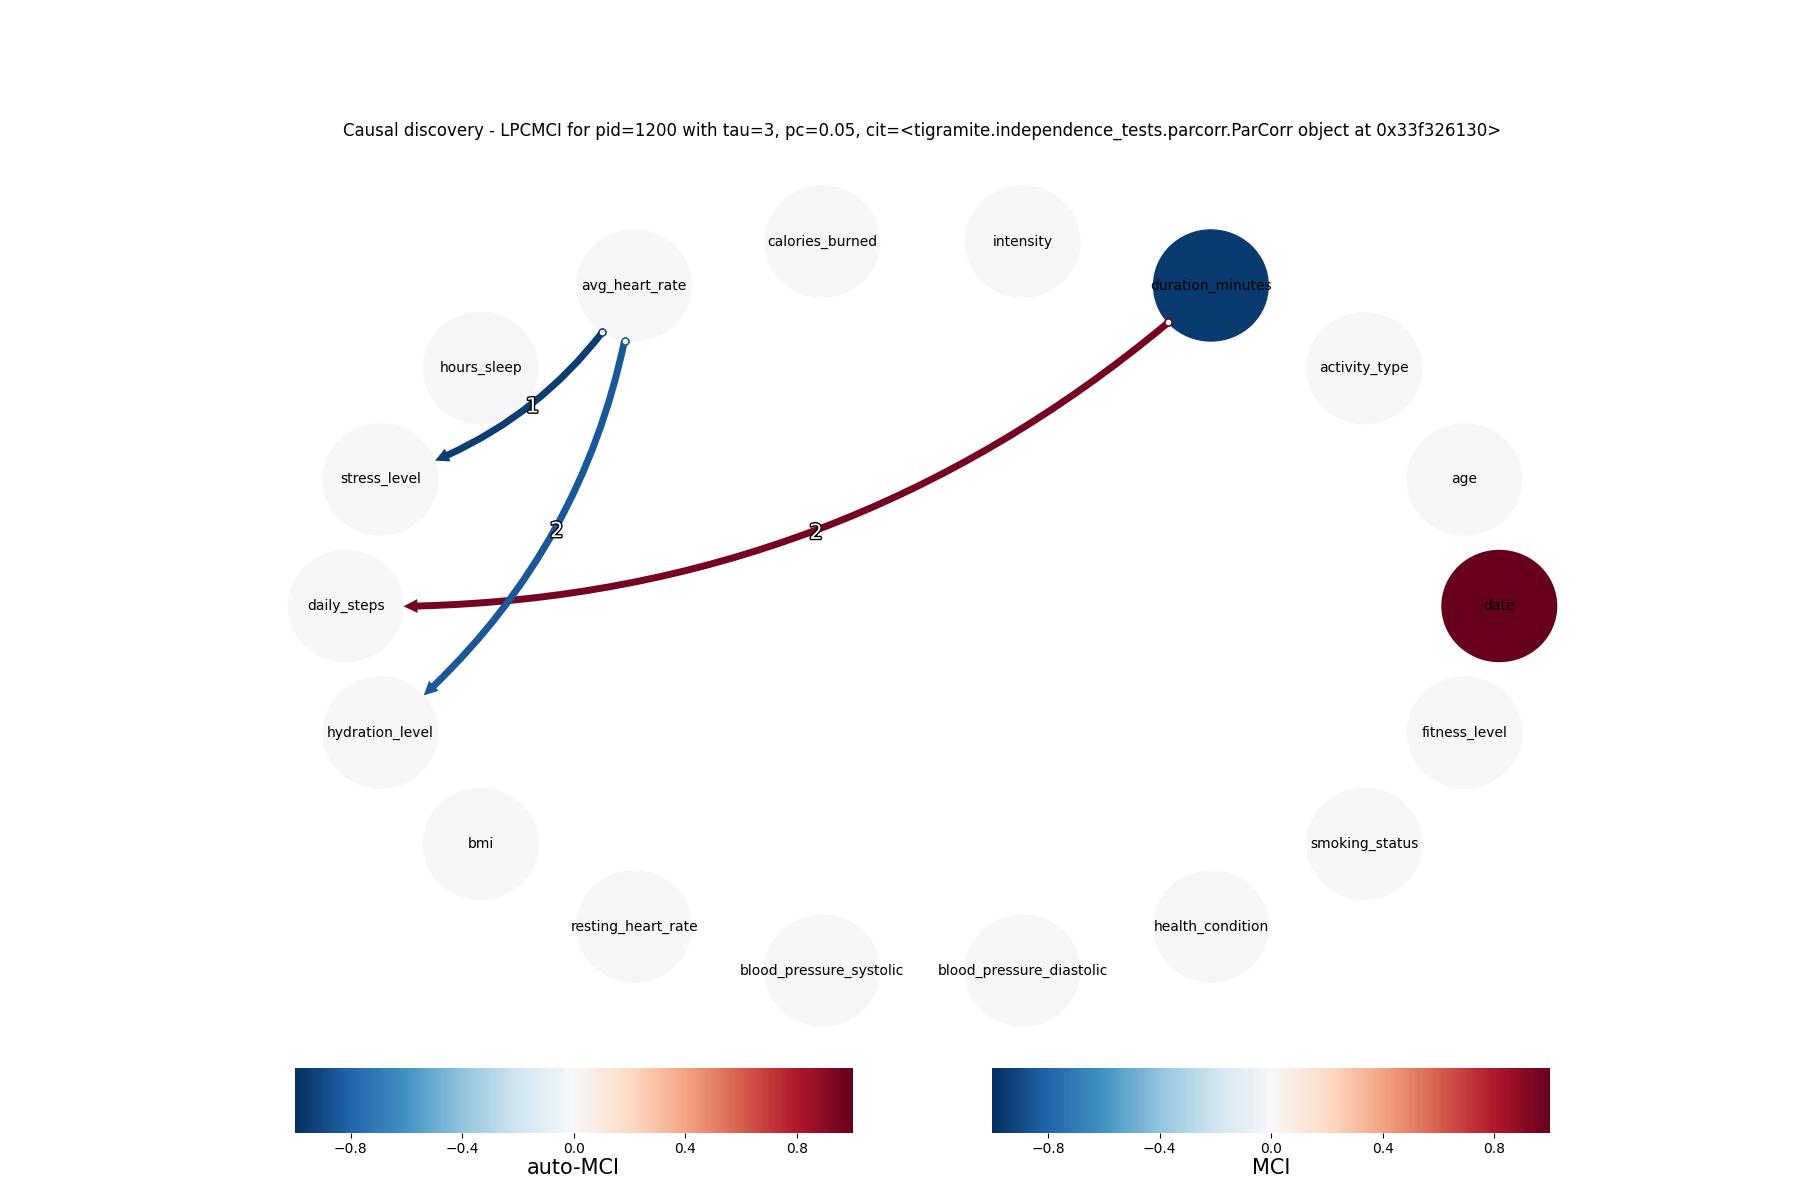 Causal discovery - LPCMCI for pid=1200 with tau=3, pc=0.05, cit=<tigramite.independence_tests.parcorr.ParCorr object at 0x33f326130>
calories_burned
intensity
avg_heart_rate
duration_minutes
hours_sleep
activity_type
1
stress_level
age
2
2
daily_steps
date
hydration_level
fitness_level
bmi
smoking_status
resting_heart_rate
health_condition
blood_pressure_systolic
blood_pressure_diastolic
−0.8 −0.4 0.0 0.4 0.8
auto-MCI
−0.8 −0.4 0.0 0.4 0.8
MCI